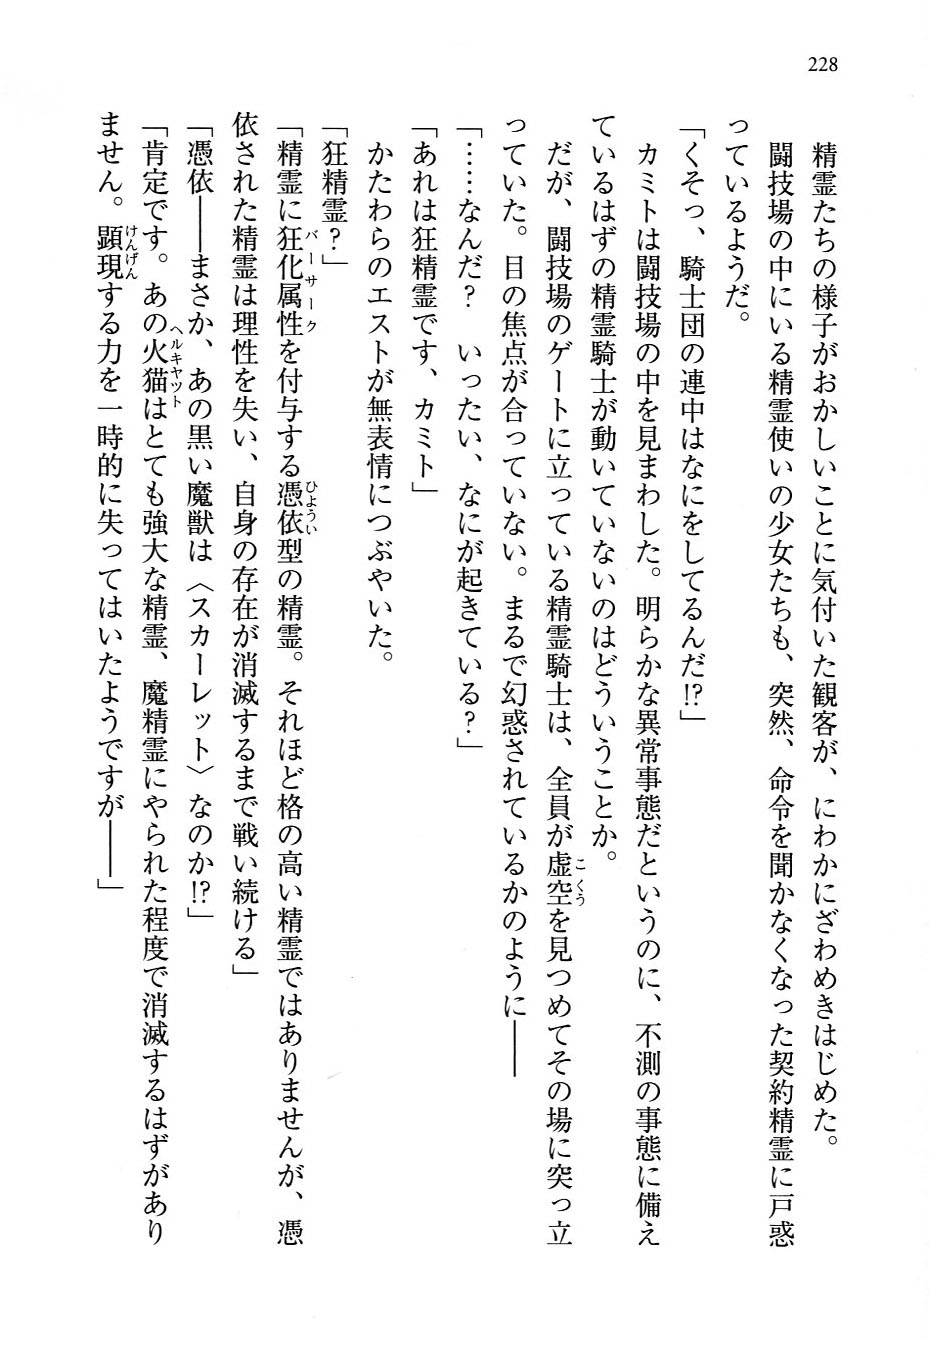 228
精霊たちの様子がおかしいことに気付いた観客が、にわかにざわめきはじめた。
闘技場の中にいる精霊使いの少女たちも、突然、命令を聞かなくなった契約精霊に戸惑
っているようだ。
「くそっ、騎士団の連中はなにをしてるんだ!?」
カミトは闘技場の中を見まわした。明らかな異常事態だというのに、不測の事態に備え
ているはずの精霊騎士が動いていないのはどういうことか。
だが、闘技場のゲートに立っている精霊騎士は、全員が虚空を見つめてその場に突っ立
っていた。目の焦点が合っていない。まるで幻惑されているかのように――
「……なんだ？　いったい、なにが起きている？」
「あれは狂精霊です、カミト」
かたわらのエストが無表情につぶやいた。
「狂精霊？」
「精霊に狂化属性を付与する憑依型の精霊。それほど格の高い精霊ではありませんが、憑
依された精霊は理性を失い、自身の存在が消滅するまで戦い続ける」
「憑依――まさか、あの黒い魔獣は〈スカーレット〉なのか!?」
「肯定です。あの火猫はとても強大な精霊、魔精霊にやられた程度で消滅するはずがあり
ません。顕現する力を一時的に失ってはいたようですが――」
こくう
バーサーク
ひょうい
ヘルキャット
けんげん